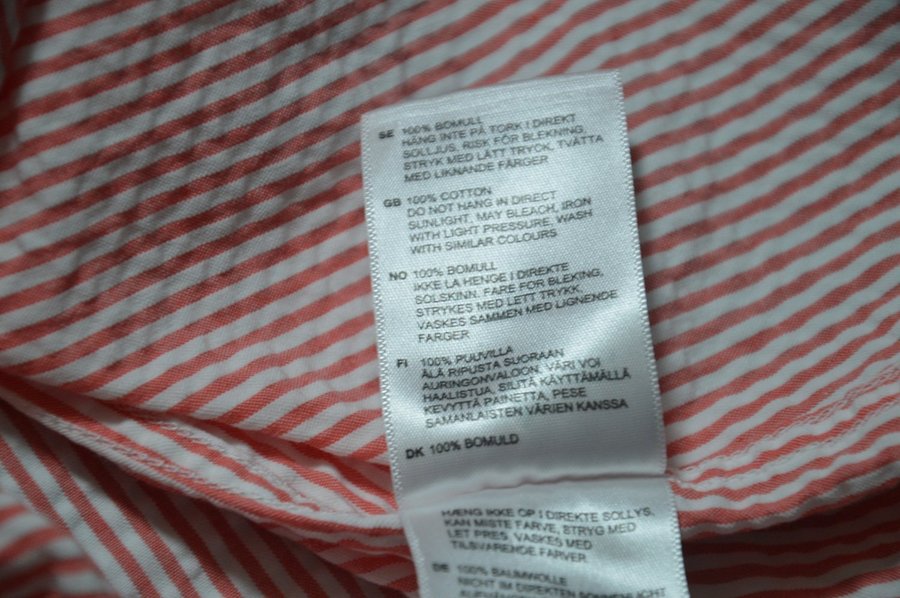 SE 100% BOMULL
HÄNG INTE PÅ TORK I DIREKT
SOLLJUS, RISK FÖR BLEKNING,
STRYK MED LÄTT TRYCK, TVÄTTA
MED LIKNANDE FÄRGER
GB 100% COTTON
DO NOT HANG IN DIRECT
SUNLIGHT, MAY BLEACH, IRON
WITH LIGHT PRESSURE, WASH
WITH SIMILAR COLOURS
NO 100% BOMULL
IKKE LA HENGE I DIREKTE
SOLSKINN. FARE FOR BLEKING,
STRYKES MED LETT TRYKK,
VASKES SAMMEN MED LIGNENDE
FARGER
FI 100% PUUVILLA
ÄLÄ RIPUSTA SUORAAN
AURINGONVALOON, VÄRI VOI
HAALISTUA, SILITÄ KÄYTTÄMÄLLÄ
KEVYTTÄ PAINETTA, PESE
SAMANLAISTEN VÄRIEN KANSSA
DK 100% BOMULD
HÆNG IKKE OP I DIREKTE SOLLYS,
KAN MISTE FARVE, STRYG MED
LET PRES, VASKES MED
TILSVARENDE FARVER
DE 100% BAUMWOLLE
NICHT IM DIREKTEN SONNENLICHT